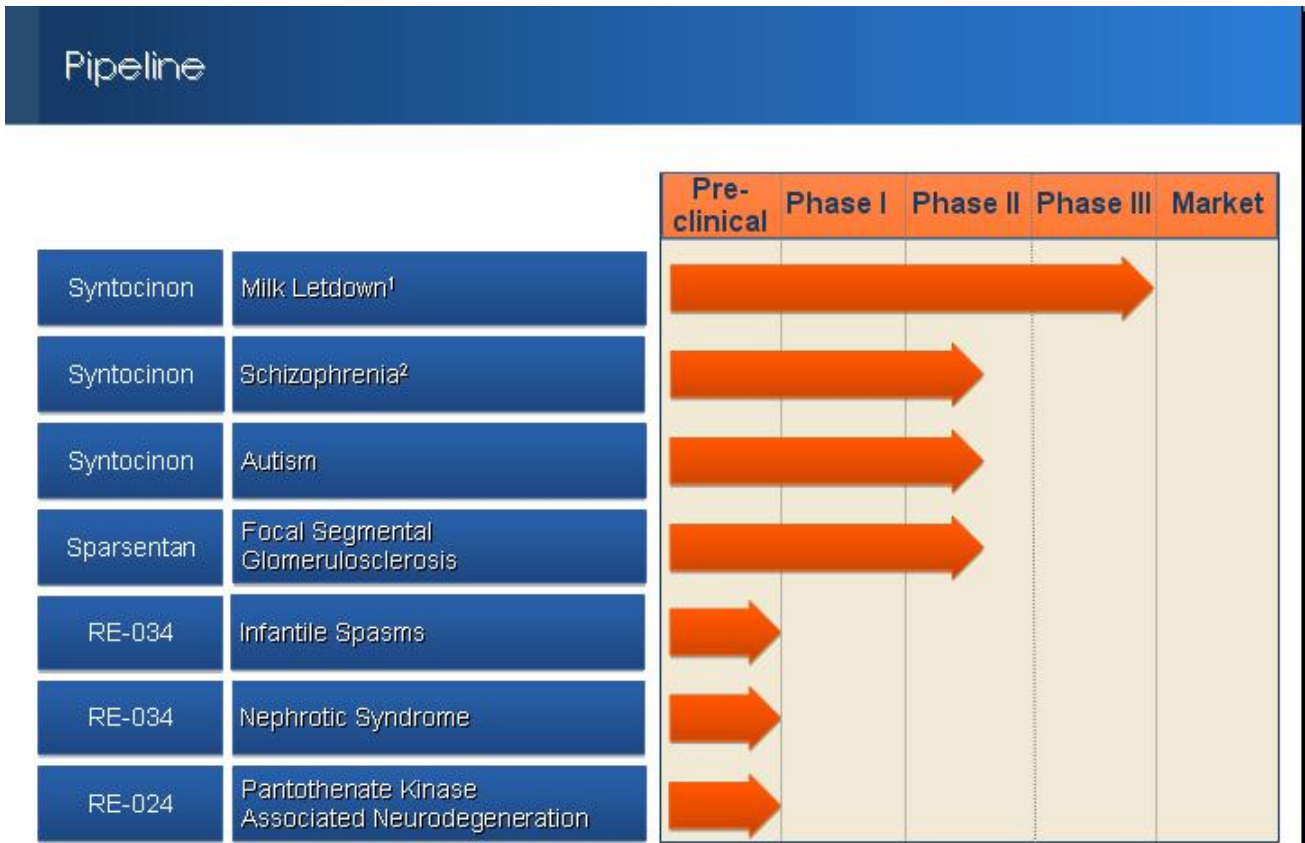 Pipeline
Pre-
clinical
Phase I
Phase II
Phase III
Market
Syntocinon
Milk Letdown¹
Syntocinon
Schizophrenia²
Syntocinon
Autism
Sparsentan
Focal Segmental
Glomerulosclerosis
RE-034
Infantile Spasms
RE-034
Nephrotic Syndrome
RE-024
Pantothenate Kinase
Associated Neurodegeneration